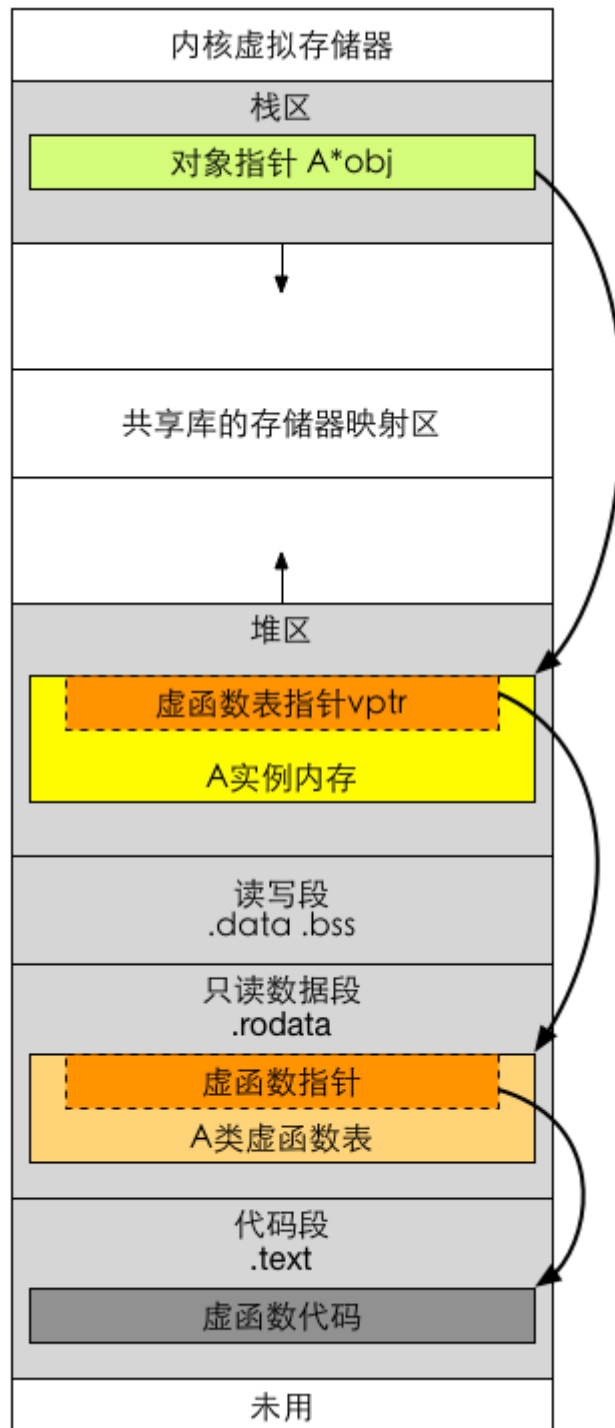 内核虚拟存储器
栈区
对象指针 A*obj
共享库的存储器映射区
堆区
虚函数表指针vptr
A实例内存
读写段
.data .bss
只读数据段
.rodata
虚函数指针
A类虚函数表
代码段
.text
虚函数代码
未用